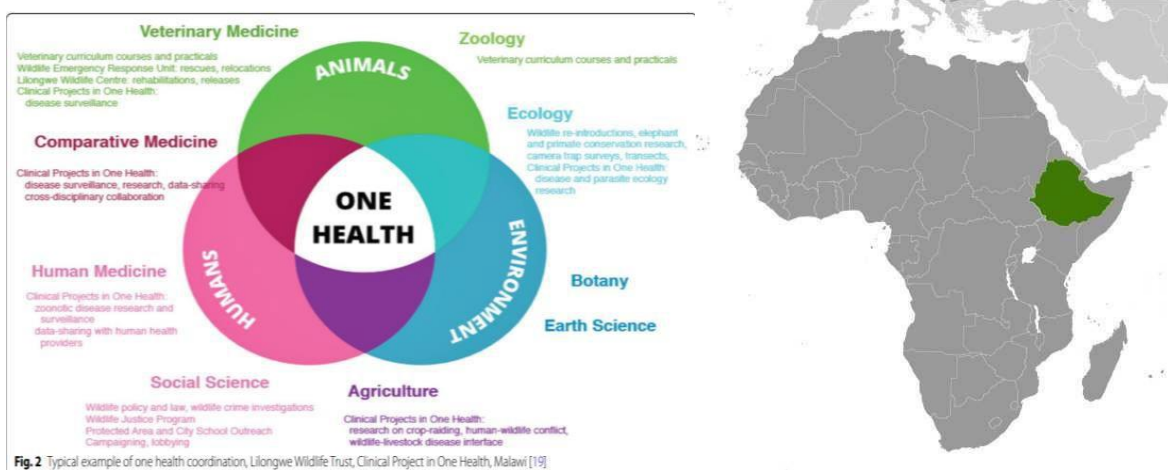 Veterinary Medicine
Veterinary curriculum courses and practicals
Wildlife Emergency Response Unit: rescues, relocations
Lilongwe Wildlife Centre: rehabilitations, releases
Clinical Projects in One Health:
disease surveillance
Zoology
Veterinary curriculum courses and practicals
ANIMALS
Ecology
Wildlife re-introductions, elephant
and primate conservation research,
camera trap surveys, transects,
Clinical Projects in One Health:
disease and parasite ecology
research
Comparative Medicine
Clinical Projects in One Health:
disease surveillance, research, data-sharing
cross-disciplinary collaboration
ONE
HEALTH
HUMANS
ENVIRONMENT
Human Medicine
Clinical Projects in One Health:
zoonotic disease research and
surveillance
data-sharing with human health
providers
Botany
Earth Science
Social Science
Wildlife policy and law, wildlife crime investigations
Wildlife Justice Program
Protected Area and City School Outreach
Campaigning, lobbying
Agriculture
Clinical Projects in One Health:
research on crop-raiding, human-wildlife conflict,
wildlife-livestock disease interface
Fig. 2 Typical example of one health coordination, Lilongwe Wildlife Trust, Clinical Project in One Health, Malawi [19]